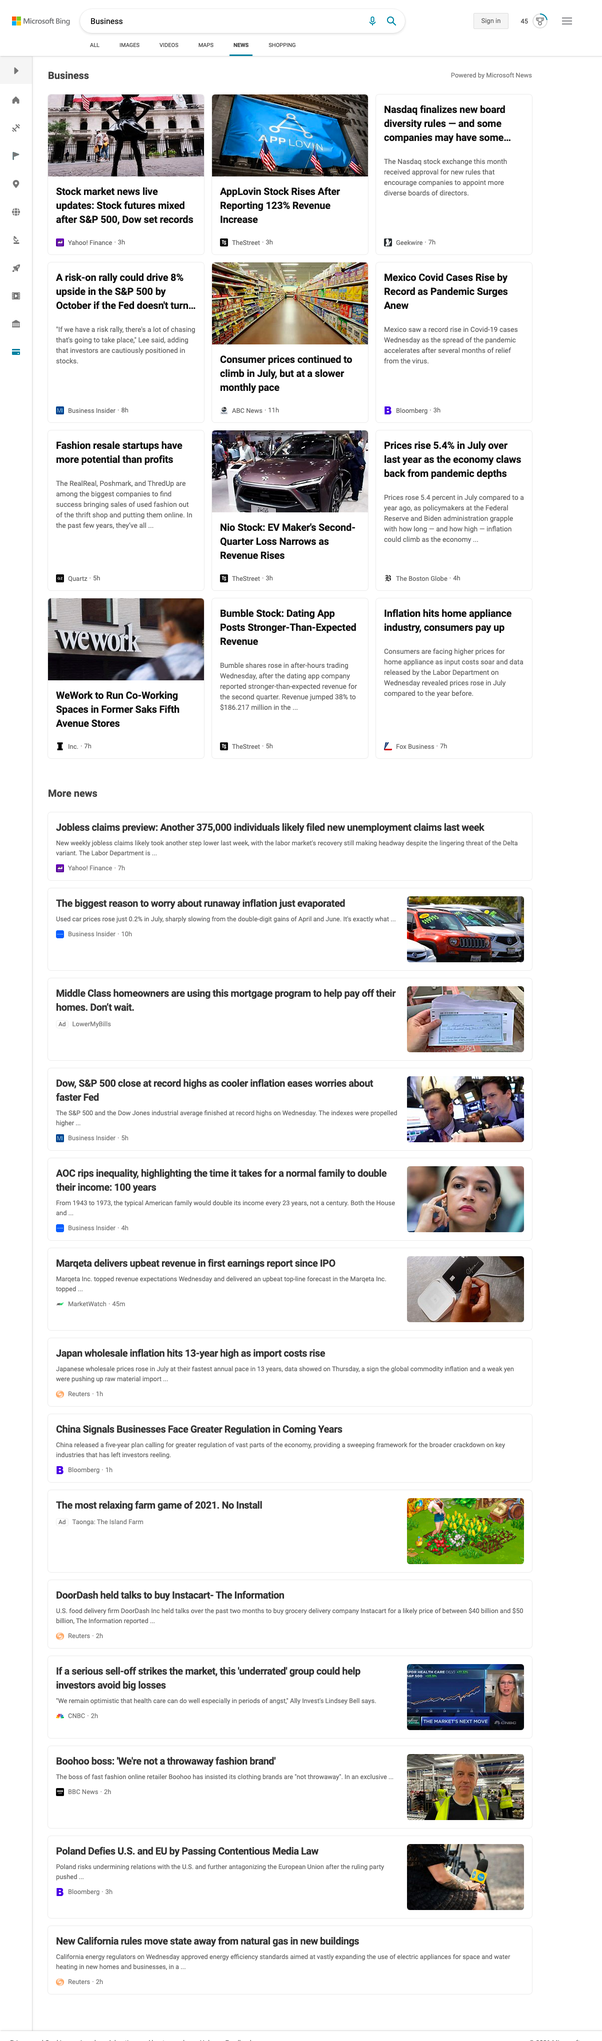 Microsoft Bing
Business
Sign in
45
ALL
IMAGES
VIDEOS
MAPS
NEWS
SHOPPING
Business
Powered by Microsoft News
Stock market news live
updates: Stock futures mixed
after S&P 500, Dow set records
Yahoo! Finance · 3h
APPLOVIN
AppLovin Stock Rises After
Reporting 123% Revenue
Increase
TheStreet · 3h
Nasdaq finalizes new board
diversity rules — and some
companies may have some...
The Nasdaq stock exchange this month
received approval for new rules that
encourage companies to appoint more
diverse boards of directors.
Geekwire · 7h
A risk-on rally could drive 8%
upside in the S&P 500 by
October if the Fed doesn't turn...
"If we have a risk rally, there's a lot of chasing
that's going to take place," Lee said, adding
that investors are cautiously positioned in
stocks.
Business Insider · 8h
Consumer prices continued to
climb in July, but at a slower
monthly pace
ABC News · 11h
Mexico Covid Cases Rise by
Record as Pandemic Surges
Anew
Mexico saw a record rise in Covid-19 cases
Wednesday as the spread of the pandemic
accelerates after several months of relief
from the virus.
Bloomberg · 3h
Fashion resale startups have
more potential than profits
The RealReal, Poshmark, and ThredUp are
among the biggest companies to find
success bringing sales of used fashion out
of the thrift shop and putting them online. In
the past few years, they've all ...
Quartz · 5h
Nio Stock: EV Maker's Second-
Quarter Loss Narrows as
Revenue Rises
TheStreet · 3h
Prices rise 5.4% in July over
last year as the economy claws
back from pandemic depths
Prices rose 5.4 percent in July compared to a
year ago, as policymakers at the Federal
Reserve and Biden administration grapple
with how long — and how high — inflation
could climb as the economy ...
The Boston Globe · 4h
wework
WeWork to Run Co-Working
Spaces in Former Saks Fifth
Avenue Stores
Inc. · 7h
Bumble Stock: Dating App
Posts Stronger-Than-Expected
Revenue
Bumble shares rose in after-hours trading
Wednesday, after the dating app company
reported stronger-than-expected revenue for
the second quarter. Revenue jumped 38% to
$186.217 million in the ...
TheStreet · 5h
Inflation hits home appliance
industry, consumers pay up
Consumers are facing higher prices for
home appliance as input costs soar and data
released by the Labor Department on
Wednesday revealed prices rose in July
compared to the year before.
Fox Business · 7h
More news
Jobless claims preview: Another 375,000 individuals likely filed new unemployment claims last week
New weekly jobless claims likely took another step lower last week, with the labor market's recovery still making headway despite the lingering threat of the Delta
variant. The Labor Department is ...
Yahoo! Finance · 7h
The biggest reason to worry about runaway inflation just evaporated
Used car prices rose just 0.2% in July, sharply slowing from the double-digit gains of April and June. It's exactly what ...
Business Insider · 10h
Middle Class homeowners are using this mortgage program to help pay off their
homes. Don't wait.
Ad LowerMyBills
Dow, S&P 500 close at record highs as cooler inflation eases worries about
faster Fed
The S&P 500 and the Dow Jones industrial average finished at record highs on Wednesday. The indexes were propelled
higher ...
Business Insider · 5h
AOC rips inequality, highlighting the time it takes for a normal family to double
their income: 100 years
From 1943 to 1973, the typical American family would double its income every 23 years, not a century. Both the House
and ...
Business Insider · 4h
Marqeta delivers upbeat revenue in first earnings report since IPO
Marqeta Inc. topped revenue expectations Wednesday and delivered an upbeat top-line forecast in the Marqeta Inc.
topped ...
MarketWatch · 45m
Japan wholesale inflation hits 13-year high as import costs rise
Japanese wholesale prices rose in July at their fastest annual pace in 13 years, data showed on Thursday, a sign the global commodity inflation and a weak yen
were pushing up raw material import ...
Reuters · 1h
China Signals Businesses Face Greater Regulation in Coming Years
China released a five-year plan calling for greater regulation of vast parts of the economy, providing a sweeping framework for the broader crackdown on key
industries that has left investors reeling.
Bloomberg · 1h
The most relaxing farm game of 2021. No Install
Ad Taonga: The Island Farm
DoorDash held talks to buy Instacart- The Information
U.S. food delivery firm DoorDash Inc held talks over the past two months to buy grocery delivery company Instacart for a likely price of between $40 billion and $50
billion, The Information reported ...
Reuters · 2h
If a serious sell-off strikes the market, this 'underrated' group could help
investors avoid big losses
"We remain optimistic that health care can do well especially in periods of angst," Ally Invest's Lindsey Bell says.
CNBC · 2h
THE MARKET'S NEXT MOVE
Boohoo boss: 'We're not a throwaway fashion brand'
The boss of fast fashion online retailer Boohoo has insisted its clothing brands are "not throwaway". In an exclusive ...
BBC News · 2h
Poland Defies U.S. and EU by Passing Contentious Media Law
Poland risks undermining relations with the U.S. and further antagonizing the European Union after the ruling party
pushed ...
Bloomberg · 3h
New California rules move state away from natural gas in new buildings
California energy regulators on Wednesday approved energy efficiency standards aimed at vastly expanding the use of electric appliances for space and water
heating in new homes and businesses, in a ...
Reuters · 2h